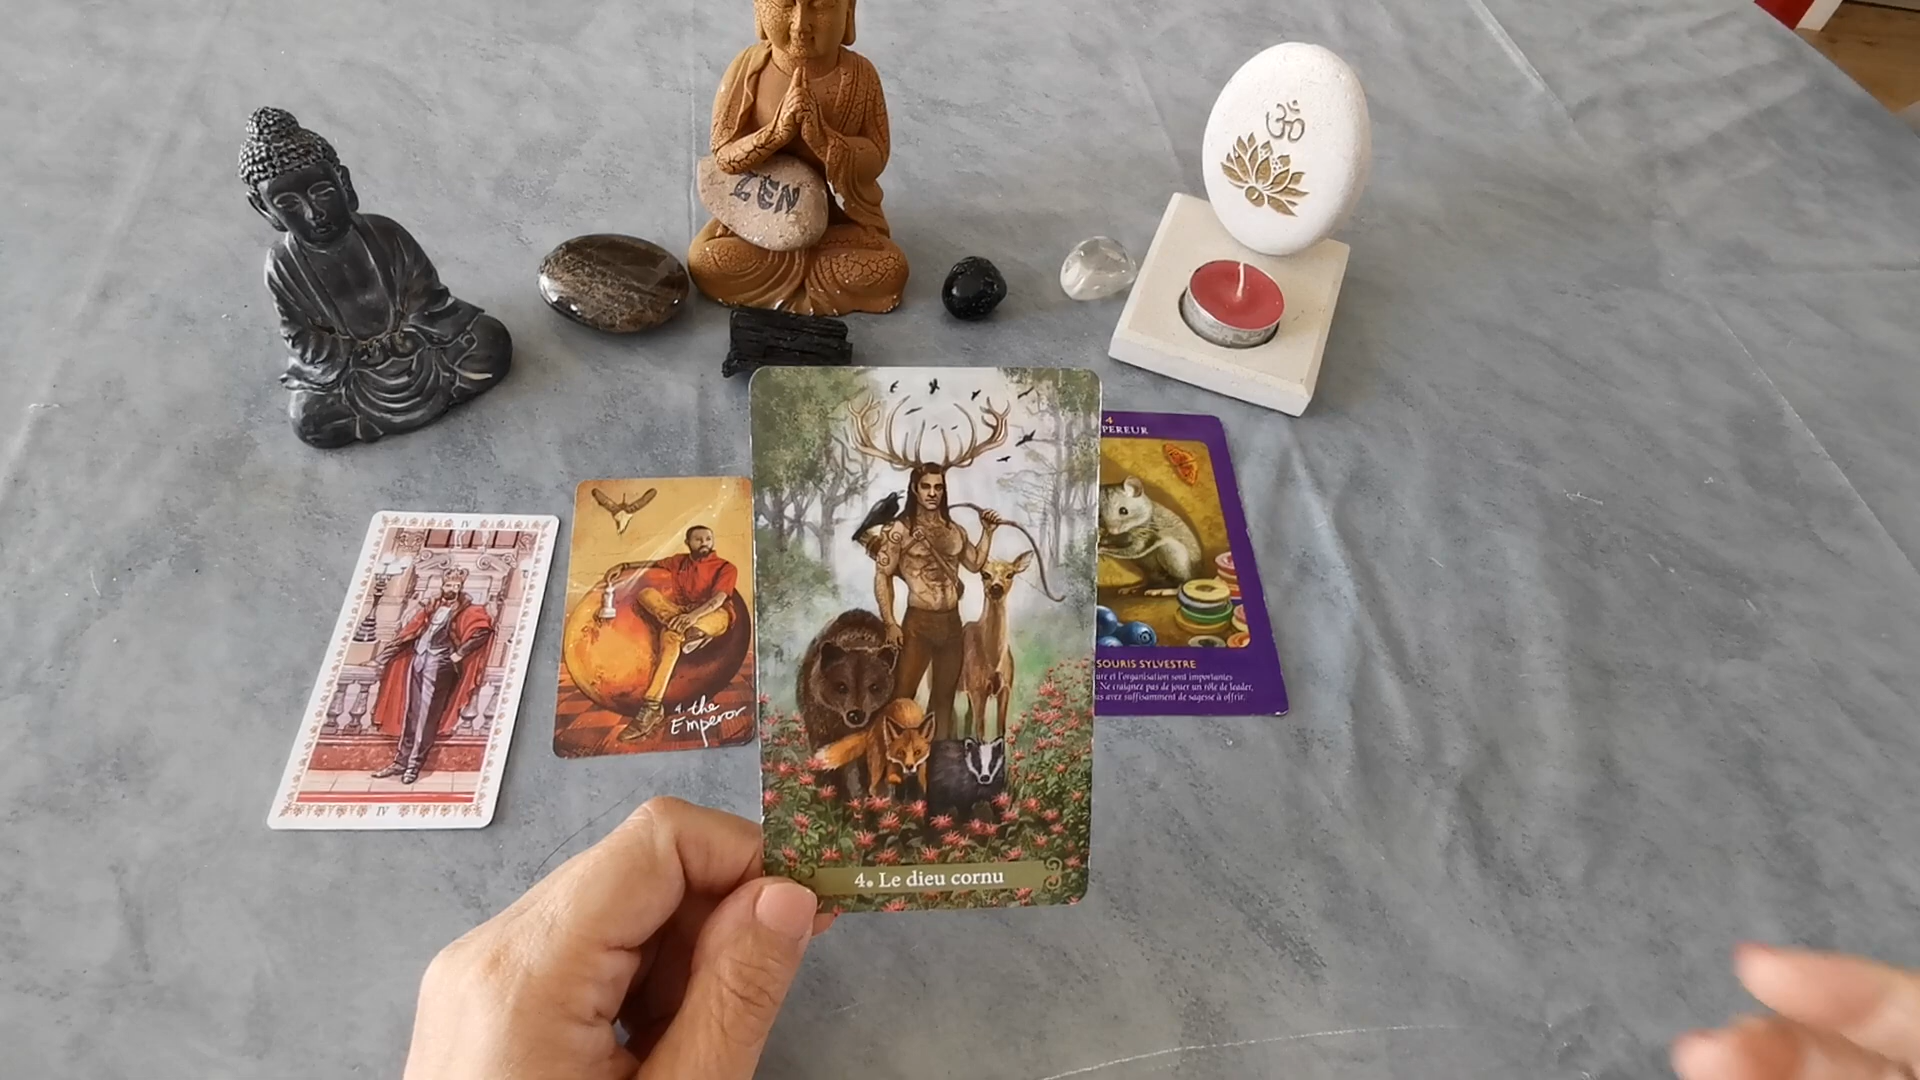 ZEN
ॐ
4
PEREUR
IV
4. the
Emperor
SOURIS SYLVESTRE
ure et l'organisation sont importantes
. Ne craignez pas de jouer un rôle de leader,
us avez suffisamment de sagesse à offrir.
IV
4. Le dieu cornu